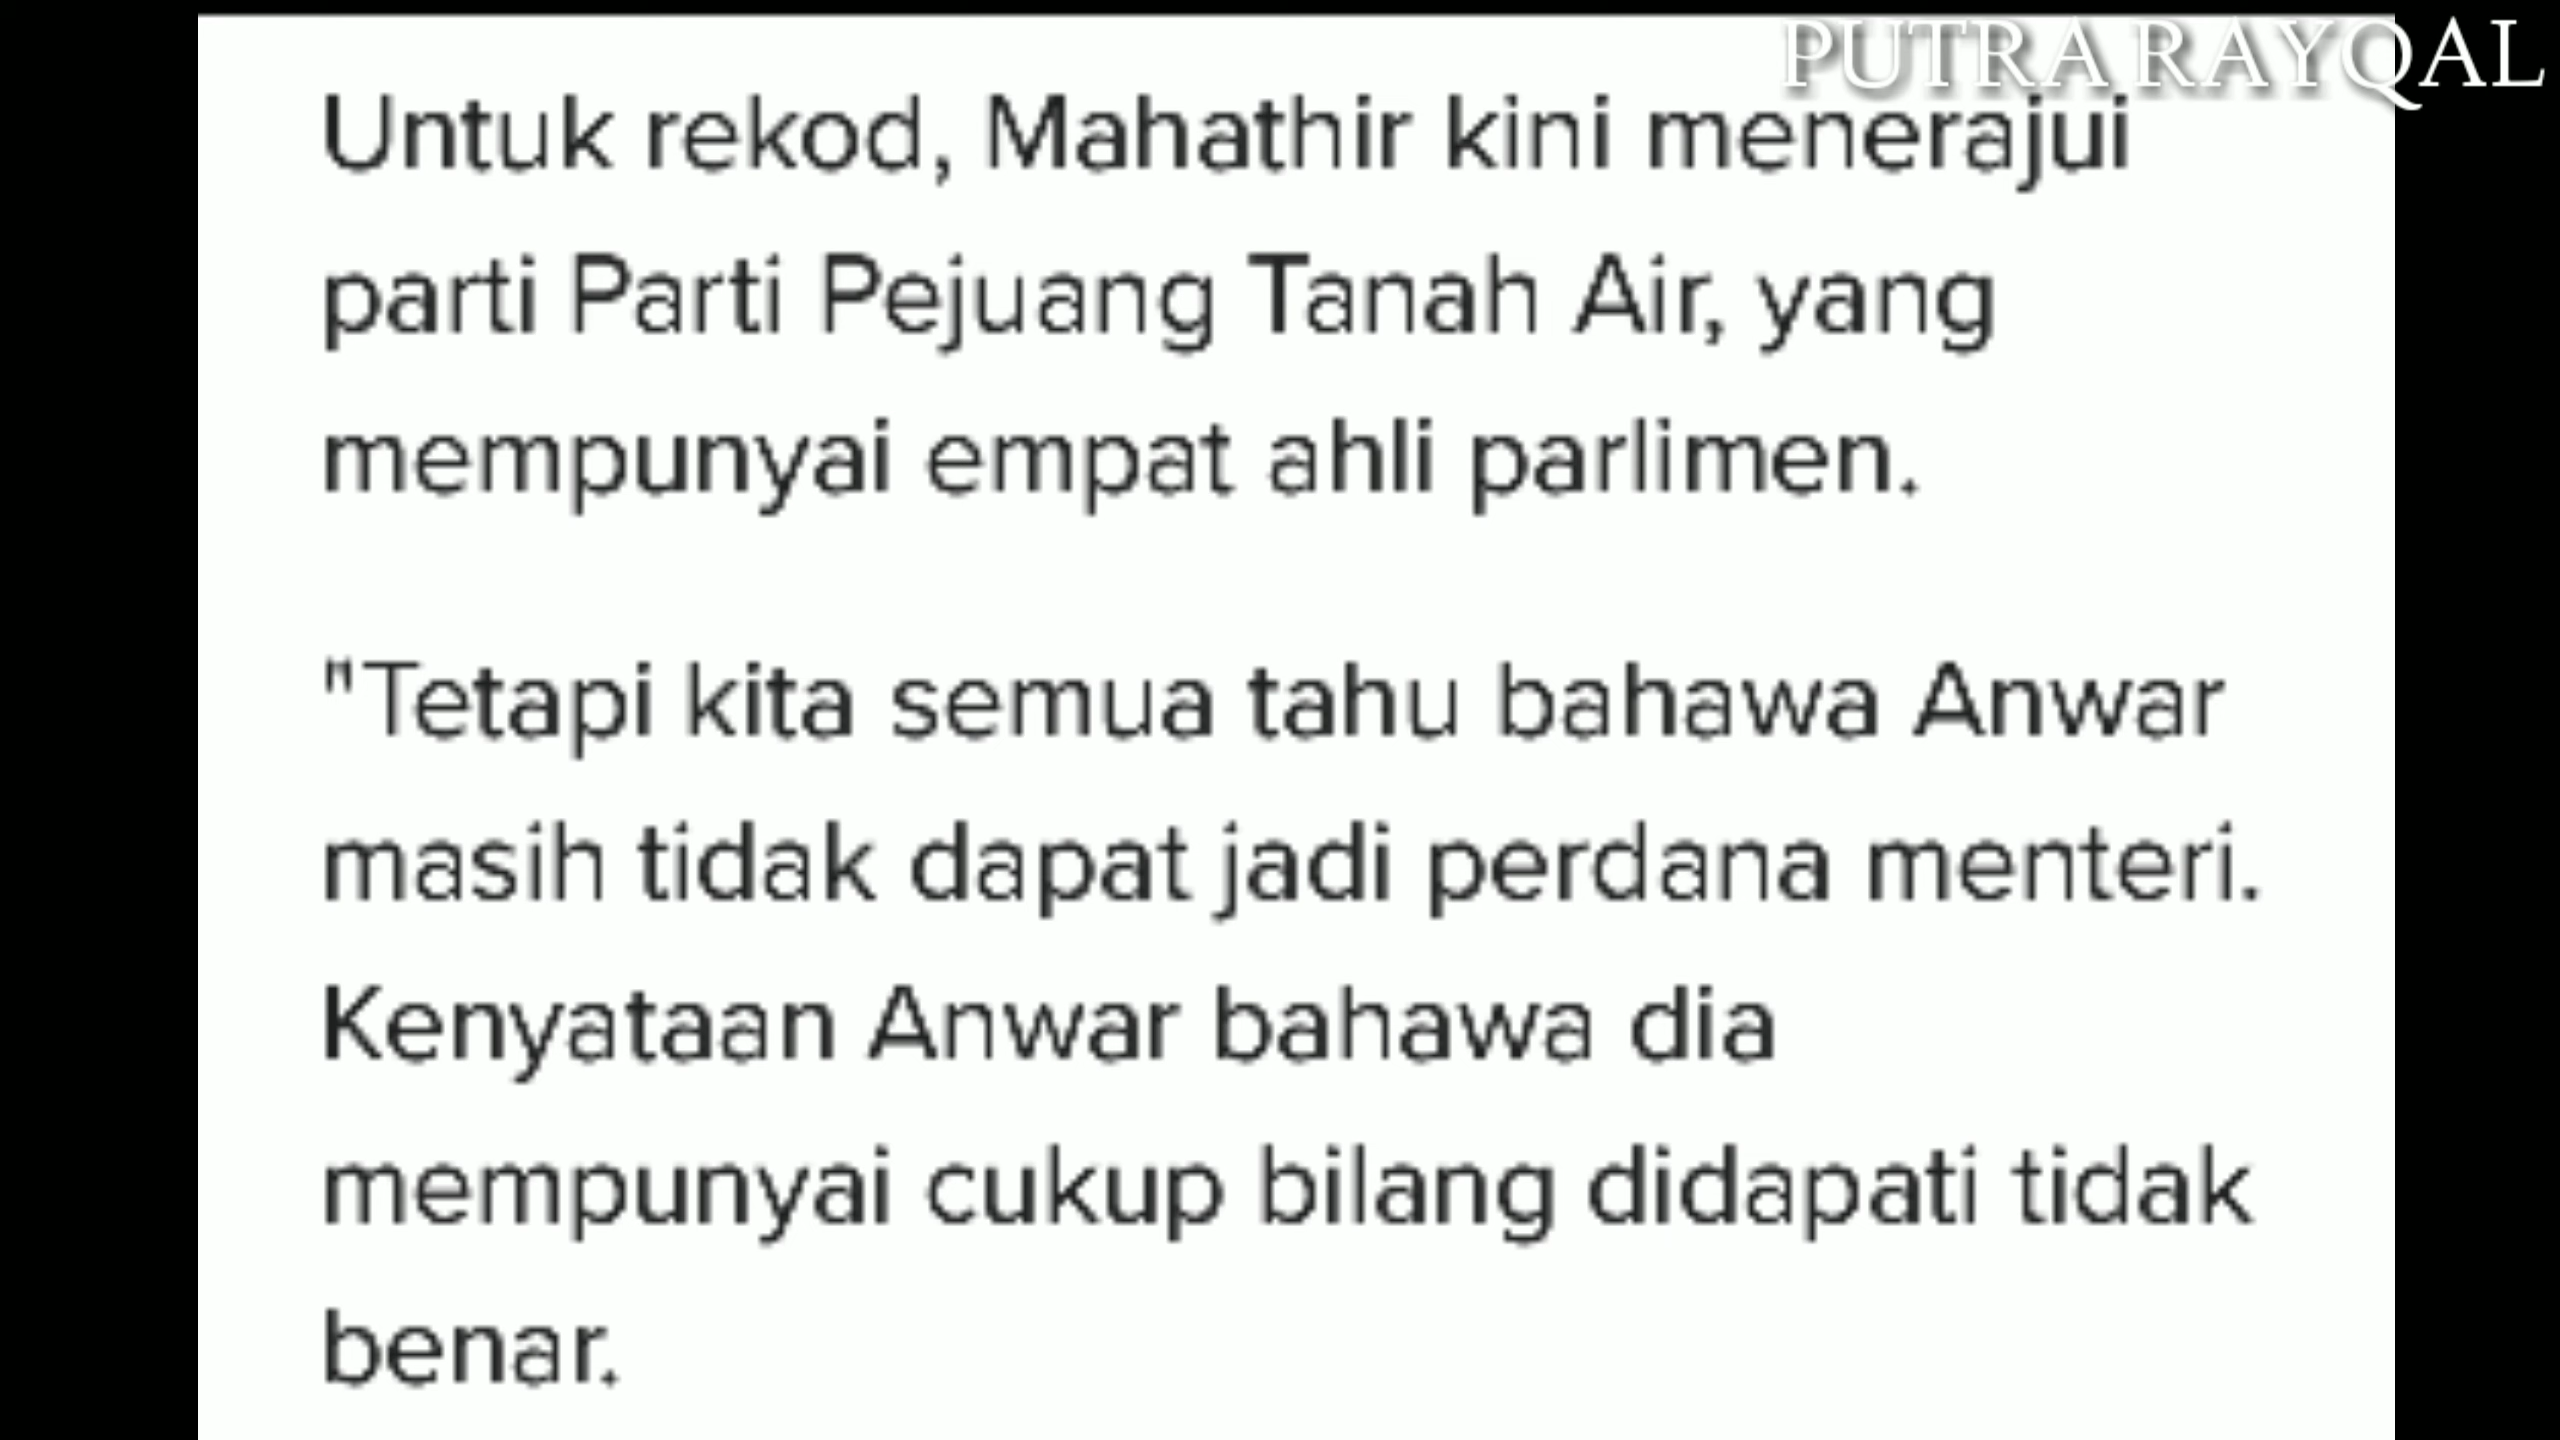 PUTRA RAYQAL
Untuk rekod, Mahathir kini menerajui
parti Parti Pejuang Tanah Air, yang
mempunyai empat ahli parlimen.
"Tetapi kita semua tahu bahawa Anwar
masih tidak dapat jadi perdana menteri.
Kenyataan Anwar bahawa dia
mempunyai cukup bilang didapati tidak
benar.